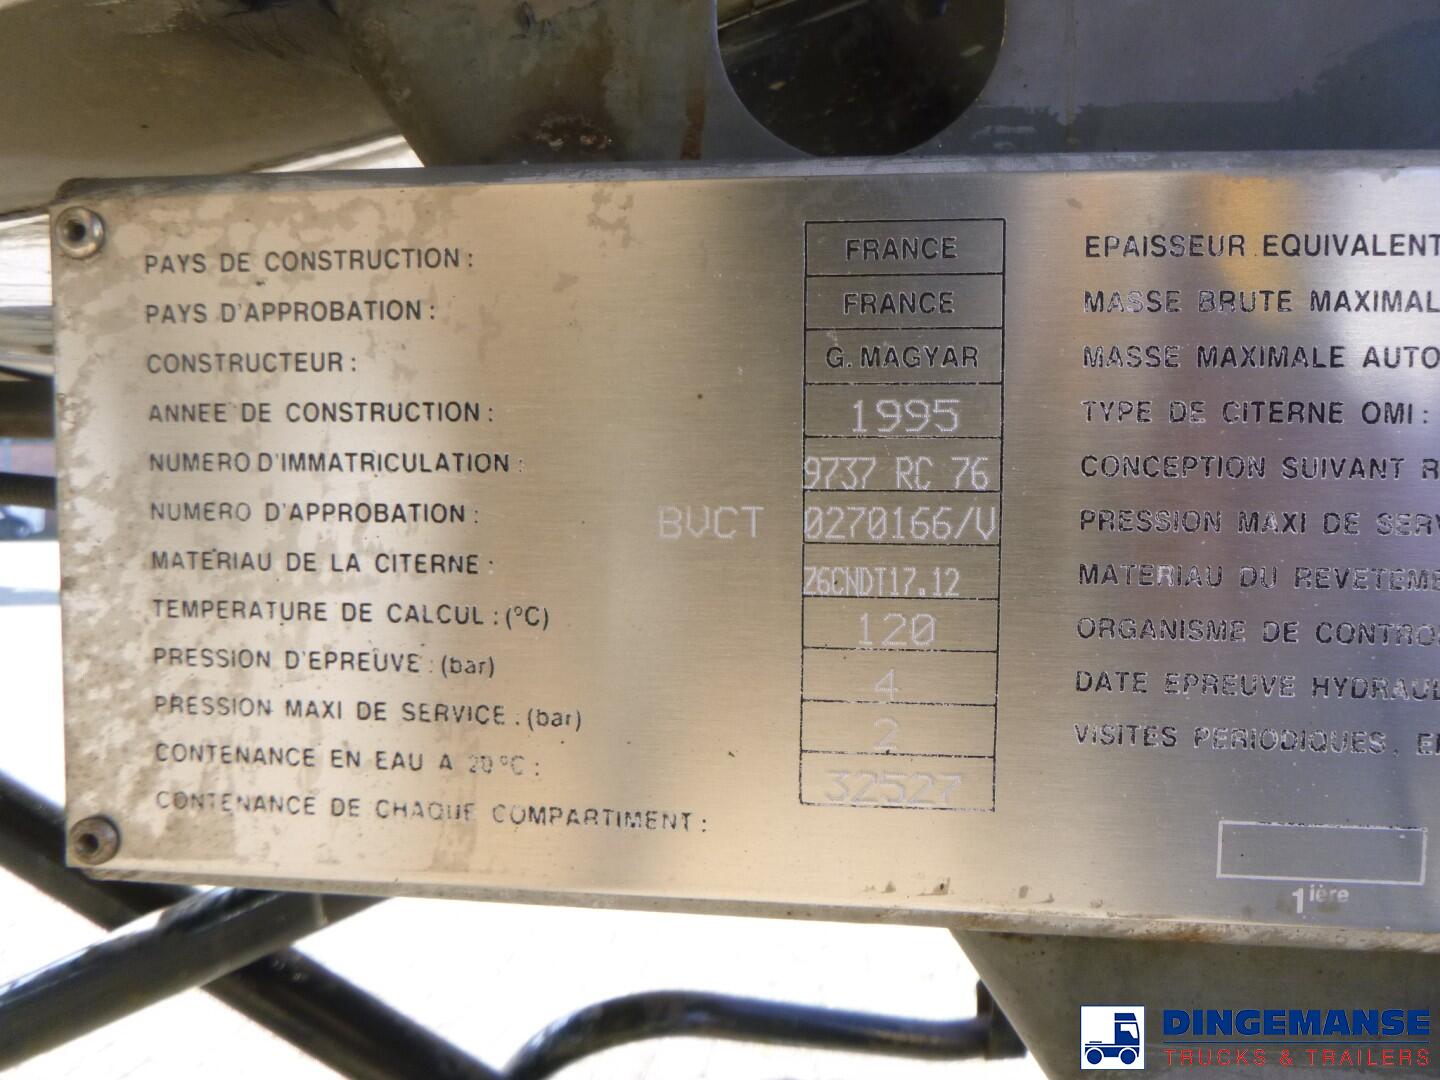 PAYS DE CONSTRUCTION : FRANCE
PAYS D'APPROBATION : FRANCE
CONSTRUCTEUR : G. MAGYAR
ANNEE DE CONSTRUCTION : 1995
NUMERO D'IMMATRICULATION : 9737 RC 76
NUMERO D'APPROBATION : BVCT 0270166/V
MATERIAU DE LA CITERNE : Z6CNDT17.12
TEMPERATURE DE CALCUL : (°C) 120
PRESSION D'EPREUVE : (bar) 4
PRESSION MAXI DE SERVICE : (bar) 2
CONTENANCE EN EAU A 20°C : 32527
CONTENANCE DE CHAQUE COMPARTIMENT :
EPAISSEUR EQUIVALENT
MASSE BRUTE MAXIMAL
MASSE MAXIMALE AUTO
TYPE DE CITERNE OMI :
CONCEPTION SUIVANT R
PRESSION MAXI DE SERV
MATERIAU DU REVETEME
ORGANISME DE CONTRO
DATE EPREUVE HYDRAUL
VISITES PERIODIQUES, E
1ière
DINGEMANSE
TRUCKS & TRAILERS